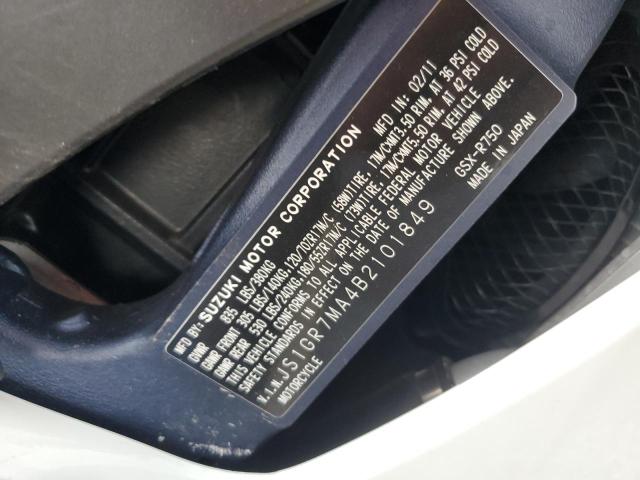 MFD BY: SUZUKI MOTOR CORPORATION MFD IN: 02/11
GVWR 835 LBS/380KG
GAWR FRONT 305 LBS/140KG,120/70ZR17M/C (58W)TIRE, 17M/CXMT3.50 RIM, AT 36 PSI COLD
GAWR REAR 530 LBS/240KG,180/55ZR17M/C (73W)TIRE, 17M/CXMT5.50 RIM, AT 42 PSI COLD
THIS VEHICLE CONFORMS TO ALL APPLICABLE FEDERAL MOTOR VEHICLE
SAFETY STANDARDS IN EFFECT ON THE DATE OF MANUFACTURE SHOWN ABOVE.
V.I.N. JS1GR7MA4B2101849 GSX-R750
MOTORCYCLE MADE IN JAPAN